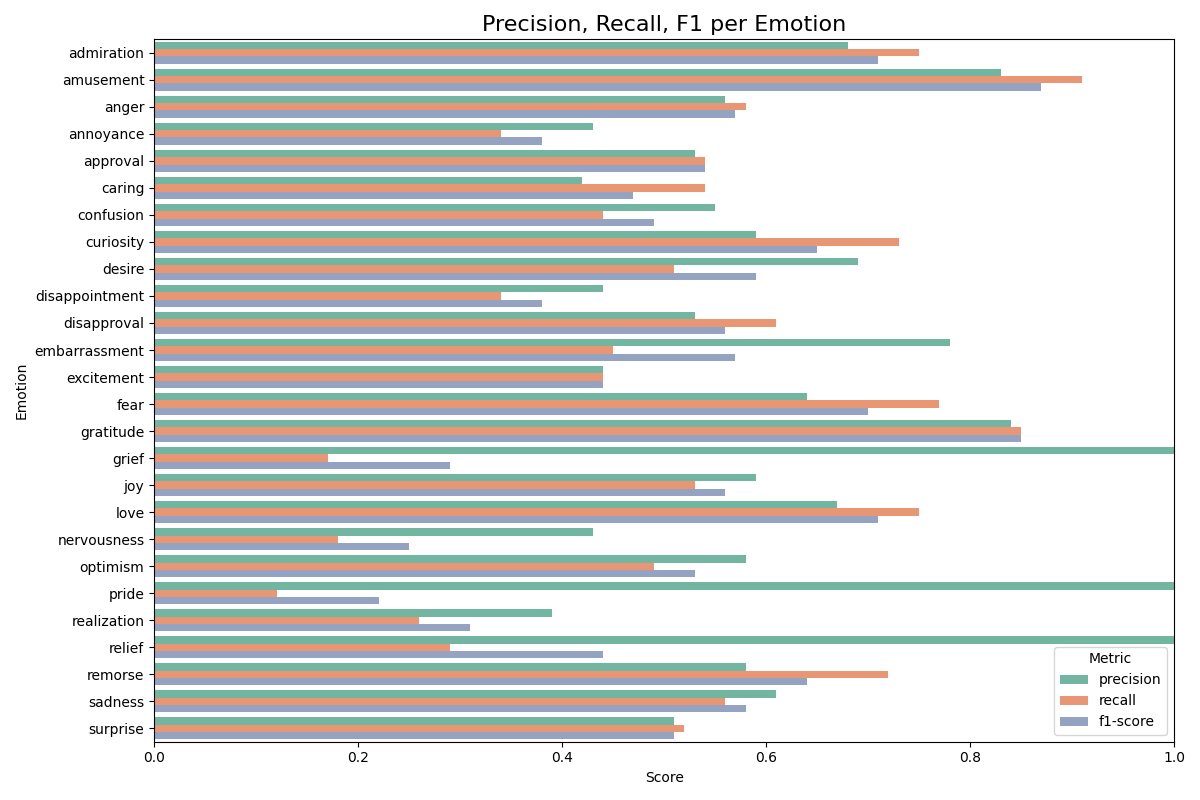 Precision, Recall, F1 per Emotion
admiration
amusement
anger
annoyance
approval
caring
confusion
curiosity
desire
disappointment
disapproval
embarrassment
excitement
fear
gratitude
grief
joy
love
nervousness
optimism
pride
realization
relief
remorse
sadness
surprise
Emotion
Metric
precision
recall
f1-score
0.0 0.2 0.4 0.6 0.8 1.0
Score